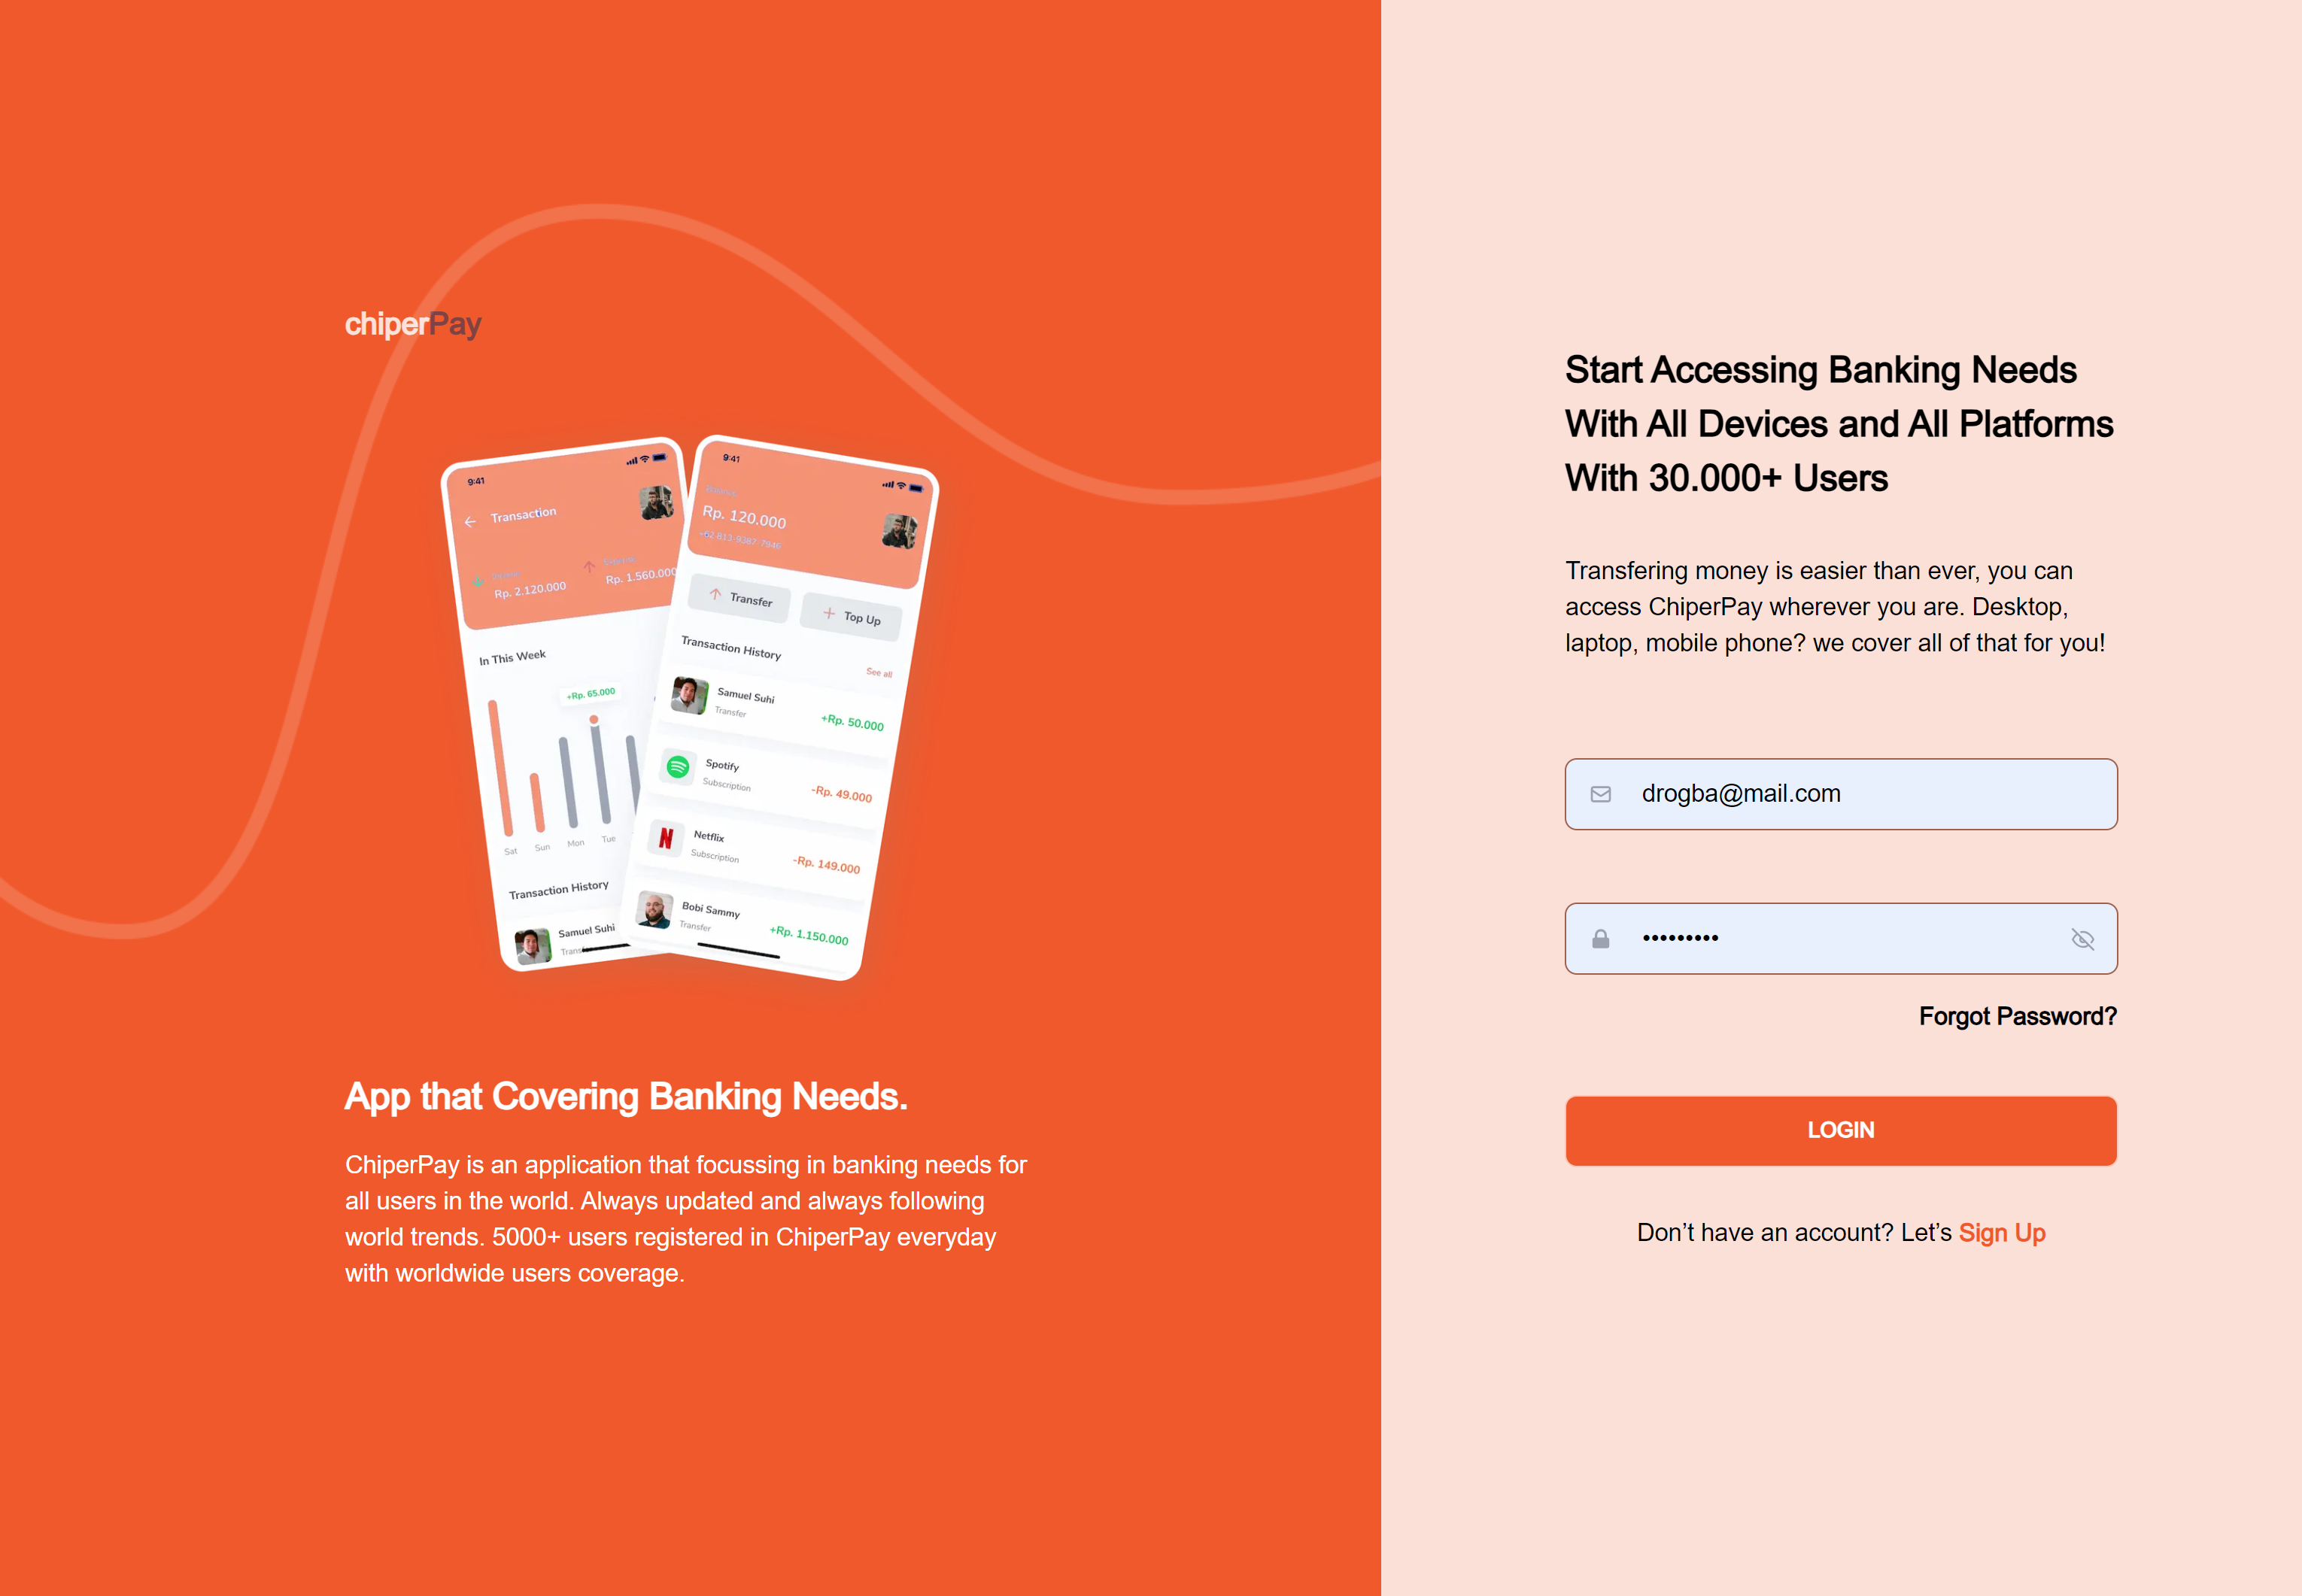 chiperPay
9:41
Transaction
Rp. 2.120.000
Rp. 1.560.000
In This Week
+Rp. 65.000
Sat Sun Mon Tue
Transaction History
Samuel Suhi
9:41
Rp. 120.000
Transfer
Top Up
Transaction History
See all
Samuel Suhi
Transfer
+Rp. 50.000
Spotify
Subscription
-Rp. 49.000
Netflix
Subscription
-Rp. 149.000
Bobi Sammy
Transfer
+Rp. 1.150.000
App that Covering Banking Needs.
ChiperPay is an application that focussing in banking needs for
all users in the world. Always updated and always following
world trends. 5000+ users registered in ChiperPay everyday
with worldwide users coverage.
Start Accessing Banking Needs
With All Devices and All Platforms
With 30.000+ Users
Transfering money is easier than ever, you can
access ChiperPay wherever you are. Desktop,
laptop, mobile phone? we cover all of that for you!
drogba@mail.com
•••••••••
Forgot Password?
LOGIN
Don’t have an account? Let’s Sign Up